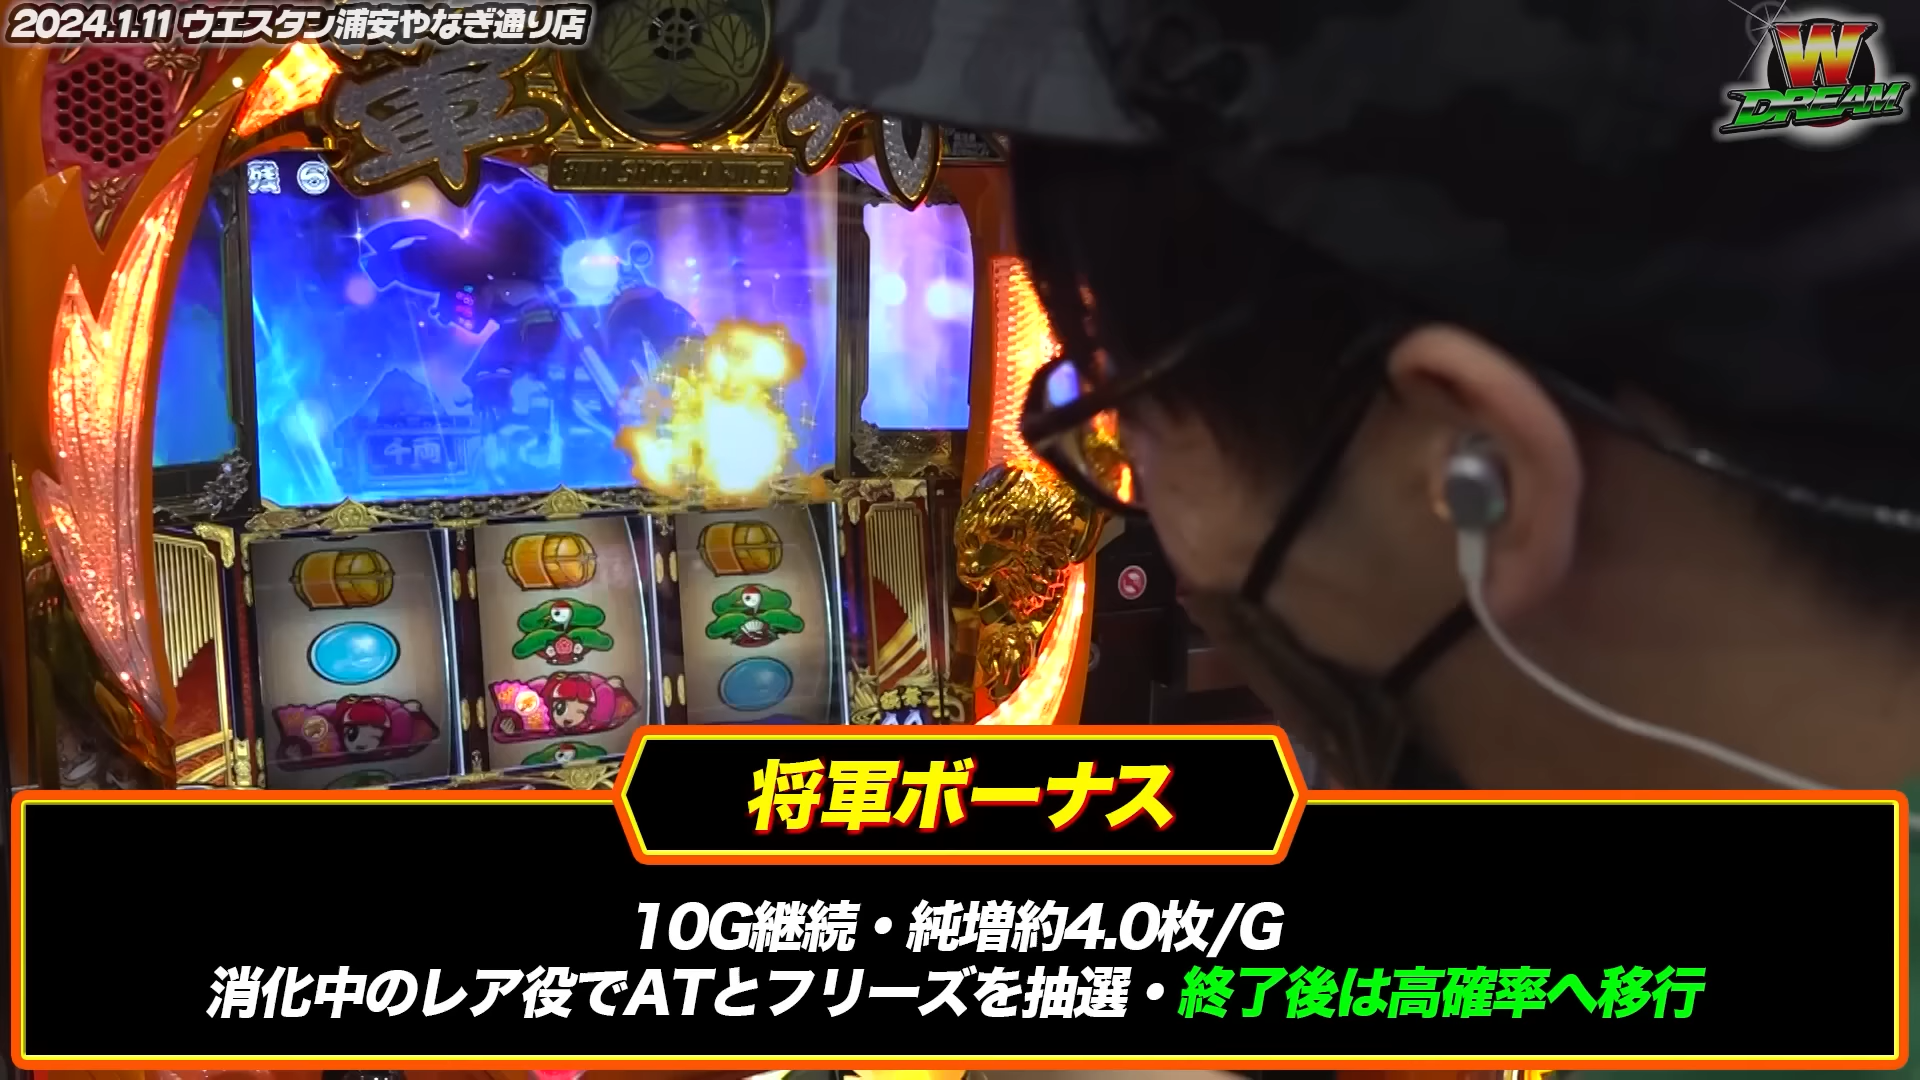 2024.1.11 ウエスタン浦安やなぎ通り店
W
DREAM
軍
残 6
千両
将軍ボーナス
10G継続・純増約4.0枚/G
消化中のレア役でATとフリーズを抽選・終了後は高確率へ移行